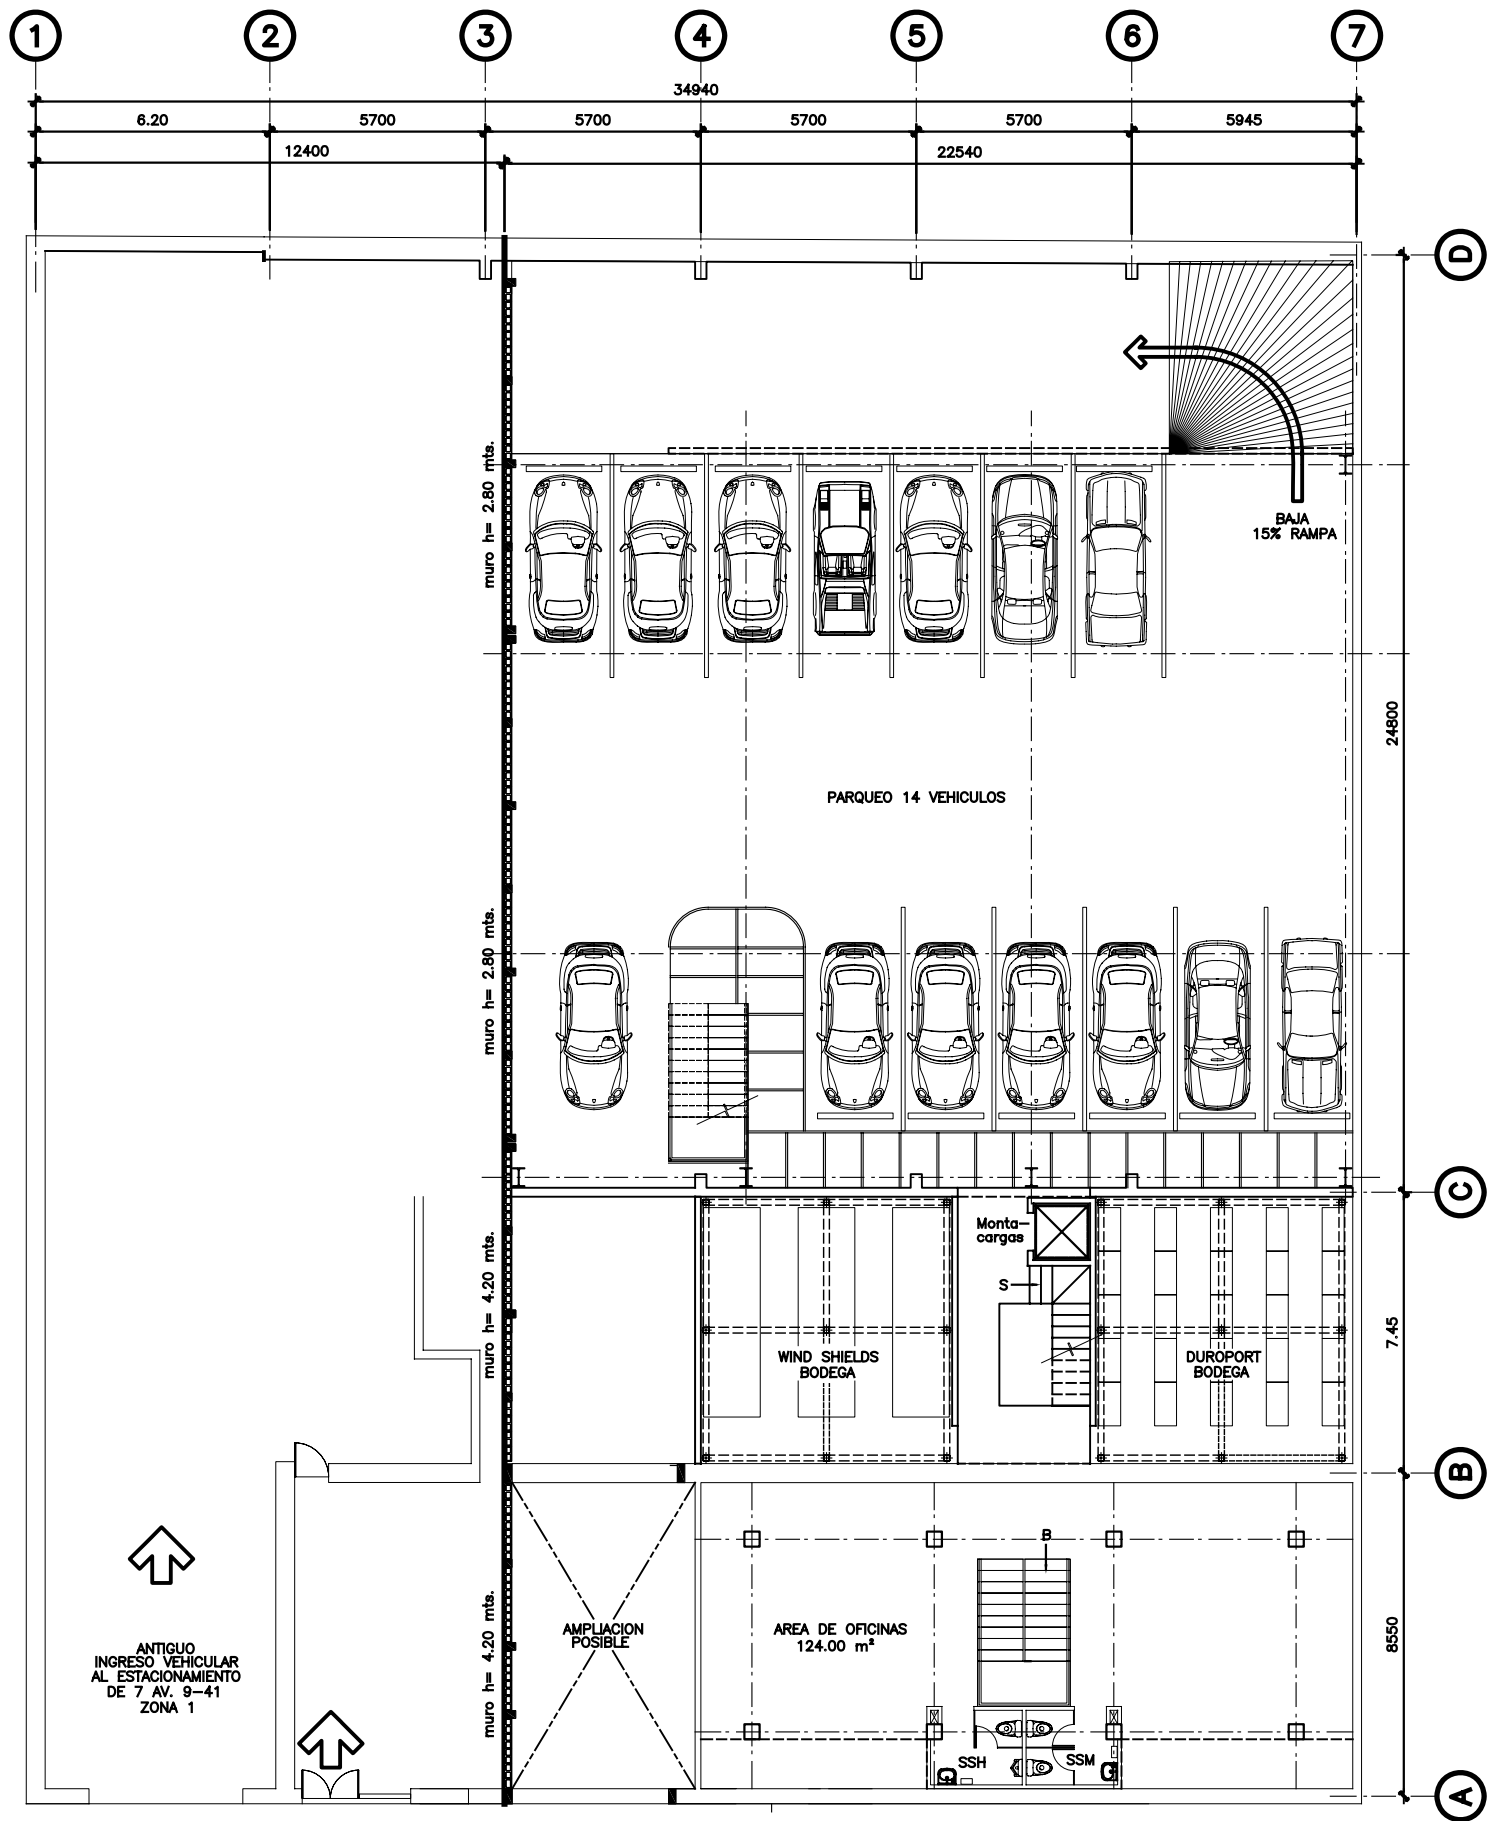 1 2 3 4 5 6 7
34940
6.20 5700 5700 5700 5700 5945
12400 22540
D
muro h= 2.80 mts.
BAJA
15% RAMPA
24800
PARQUEO 14 VEHICULOS
muro h= 2.80 mts.
C
Monta-
cargas
S
muro h= 4.20 mts.
7.45
WIND SHIELDS
BODEGA
DUROPORT
BODEGA
B
B
muro h= 4.20 mts.
AMPLIACION
POSIBLE
AREA DE OFICINAS
124.00 m²
8550
ANTIGUO
INGRESO VEHICULAR
AL ESTACIONAMIENTO
DE 7 AV. 9-41
ZONA 1
SSH SSM
A